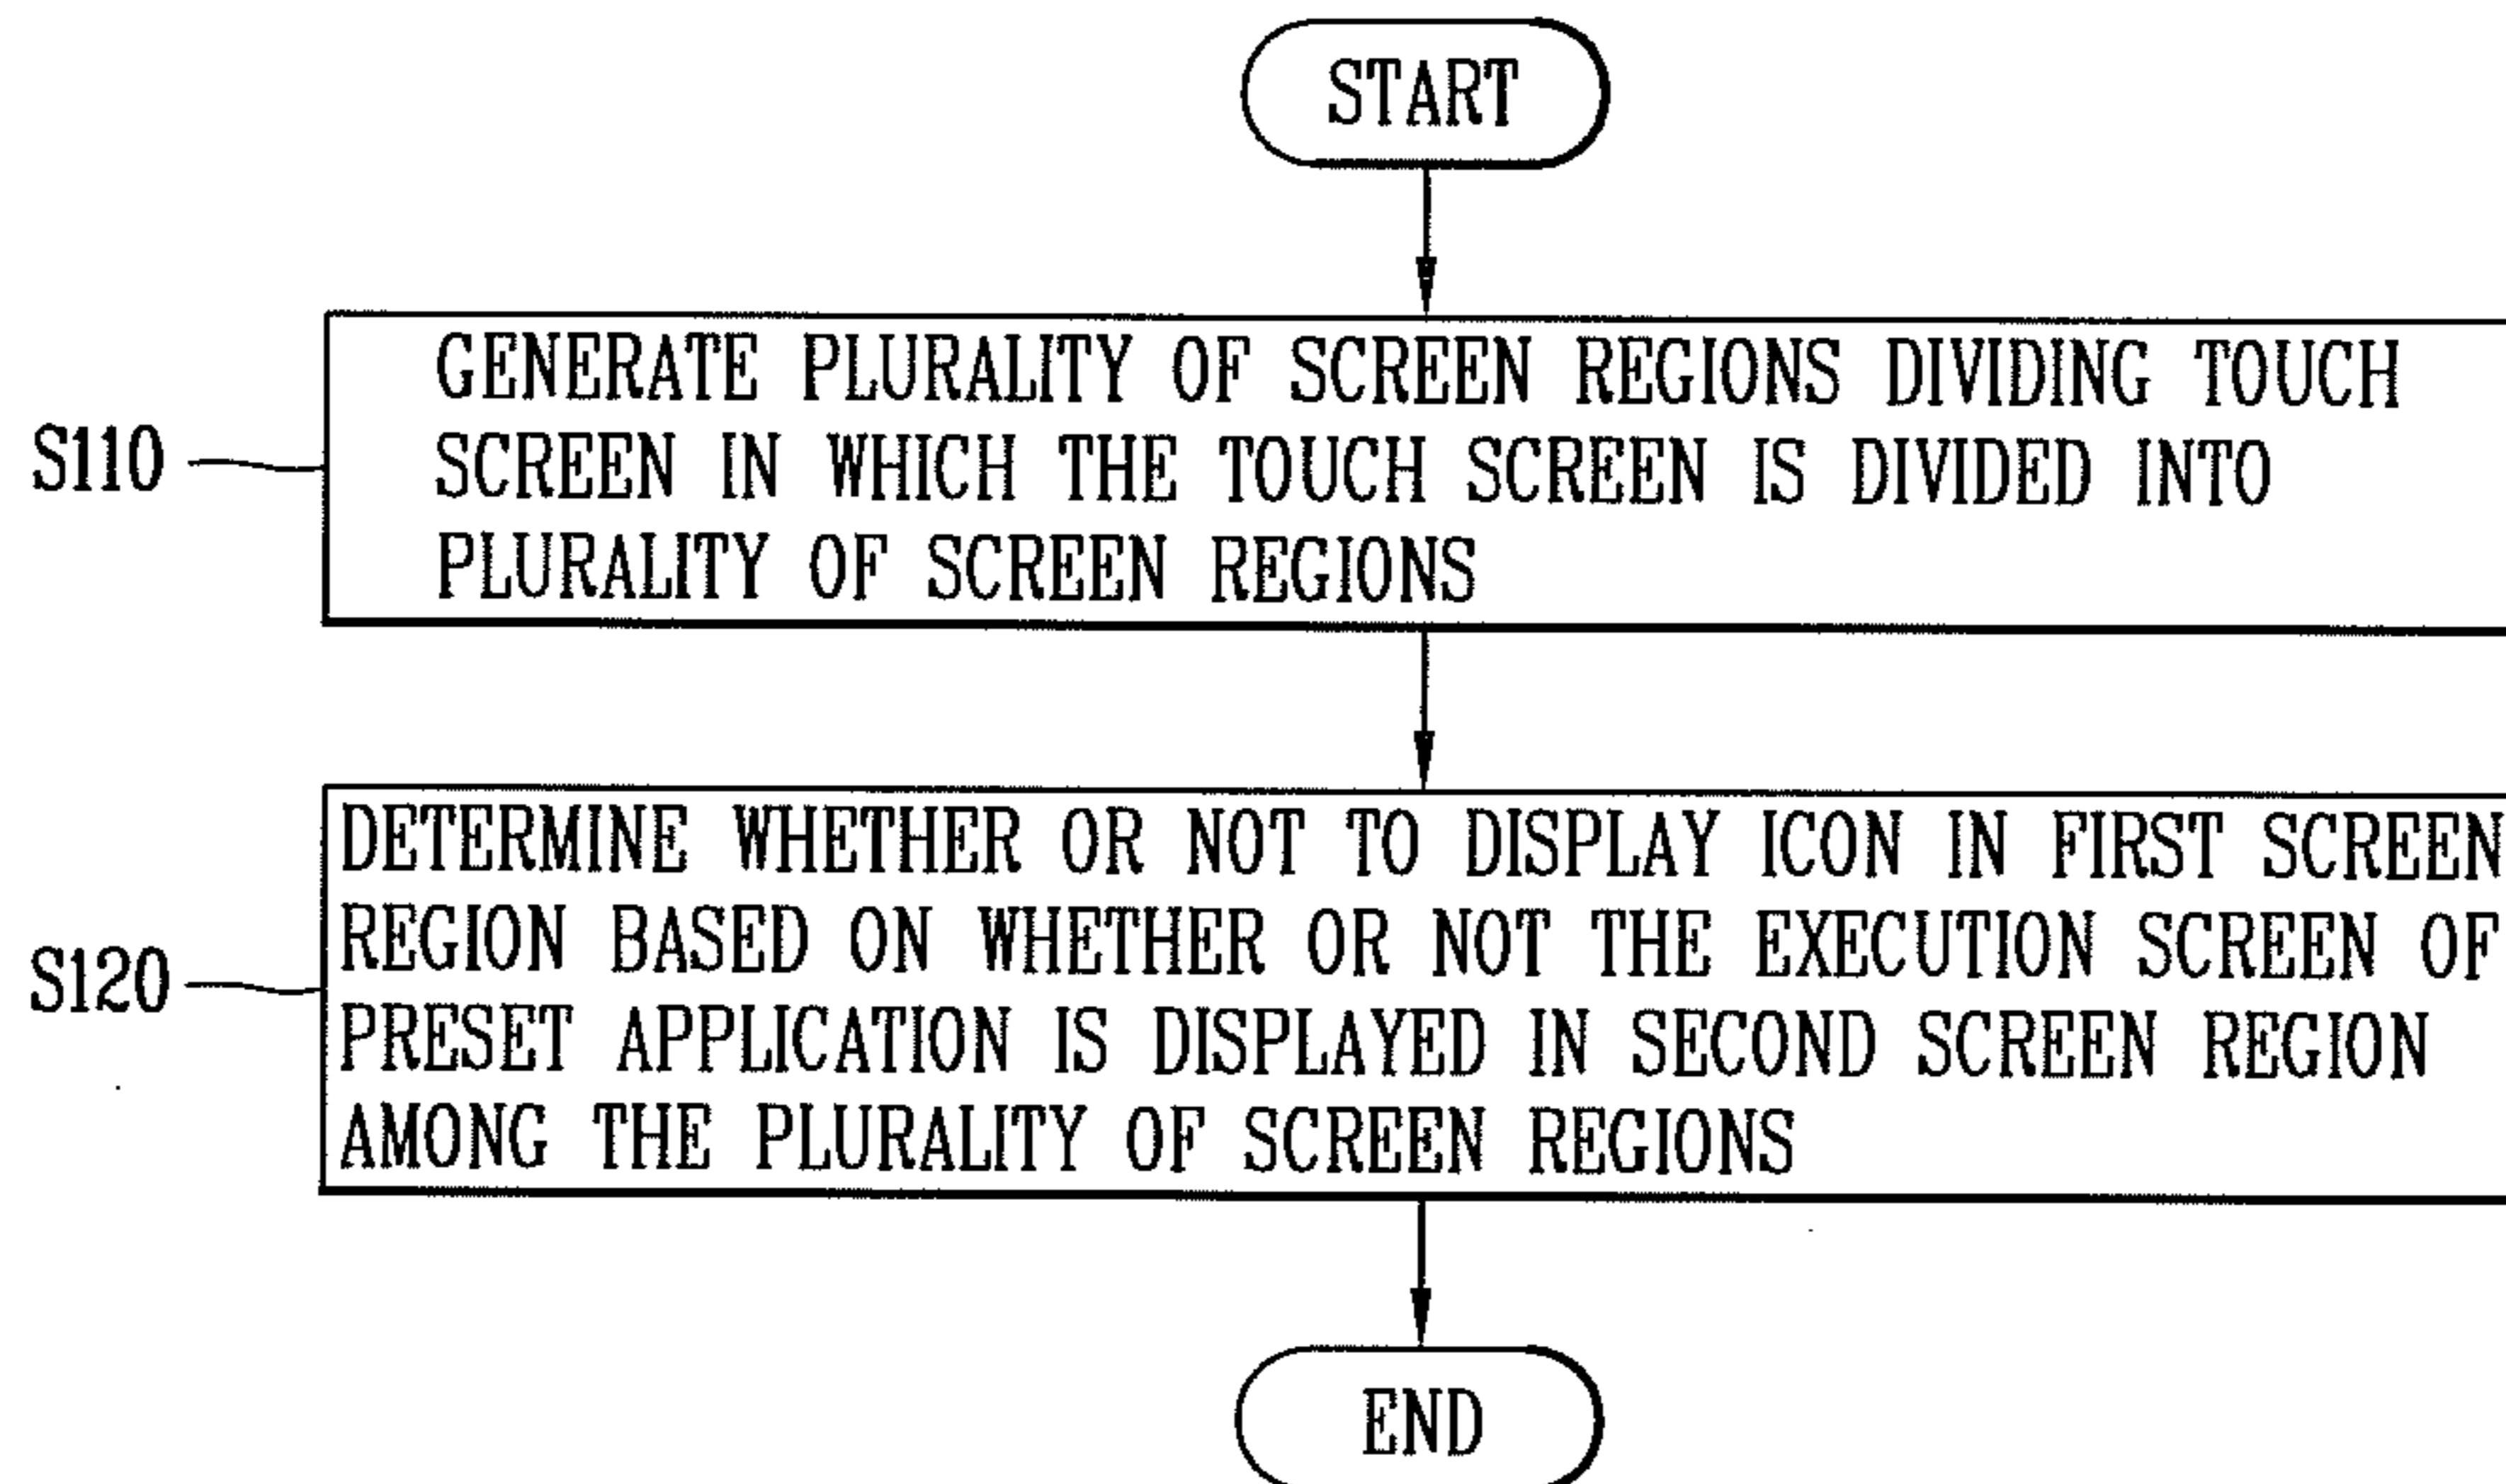 START
GENERATE PLURALITY OF SCREEN REGIONS DIVIDING TOUCH
SCREEN IN WHICH THE TOUCH SCREEN IS DIVIDED INTO
PLURALITY OF SCREEN REGIONS
S110
DETERMINE WHETHER OR NOT TO DISPLAY ICON IN FIRST SCREEN
REGION BASED ON WHETHER OR NOT THE EXECUTION SCREEN OF
PRESET APPLICATION IS DISPLAYED IN SECOND SCREEN REGION
AMONG THE PLURALITY OF SCREEN REGIONS
S120
END